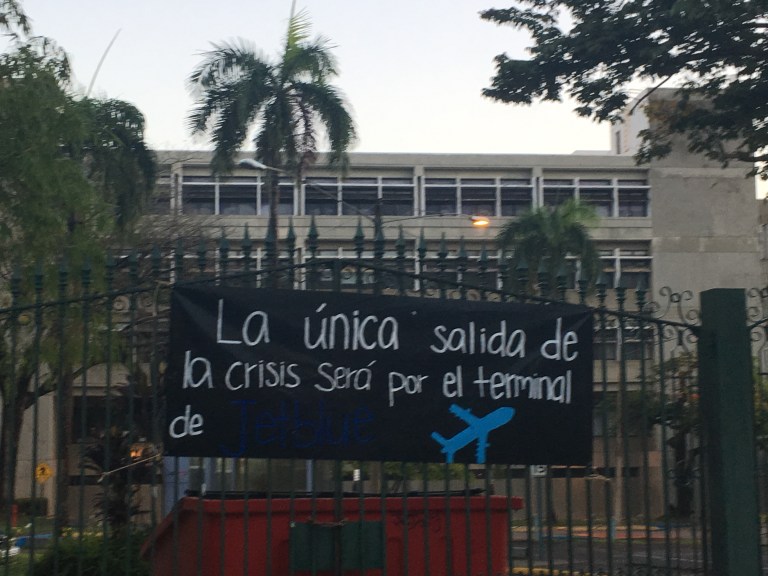 La única salida de
la crisis será por el terminal
de Jetblue